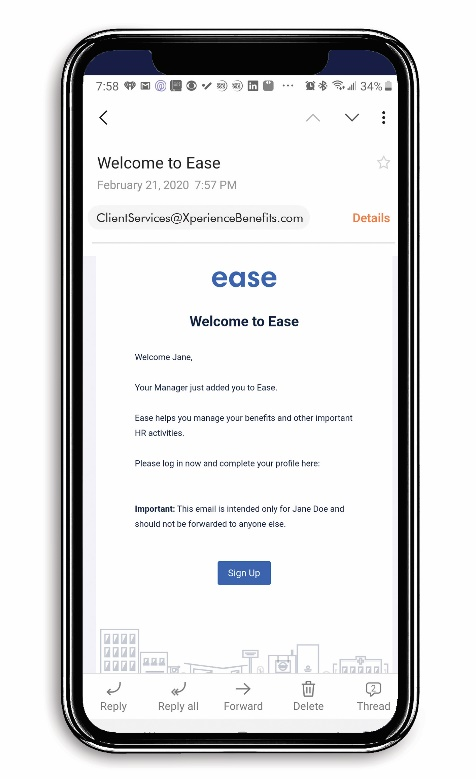 7:58
34%
Welcome to Ease
February 21, 2020 7:57 PM
ClientServices@XperienceBenefits.com
Details
ease
Welcome to Ease
Welcome Jane,
Your Manager just added you to Ease.
Ease helps you manage your benefits and other important
HR activities.
Please log in now and complete your profile here:
Important: This email is intended only for Jane Doe and
should not be forwarded to anyone else.
Sign Up
Reply
Reply all
Forward
Delete
2
Thread